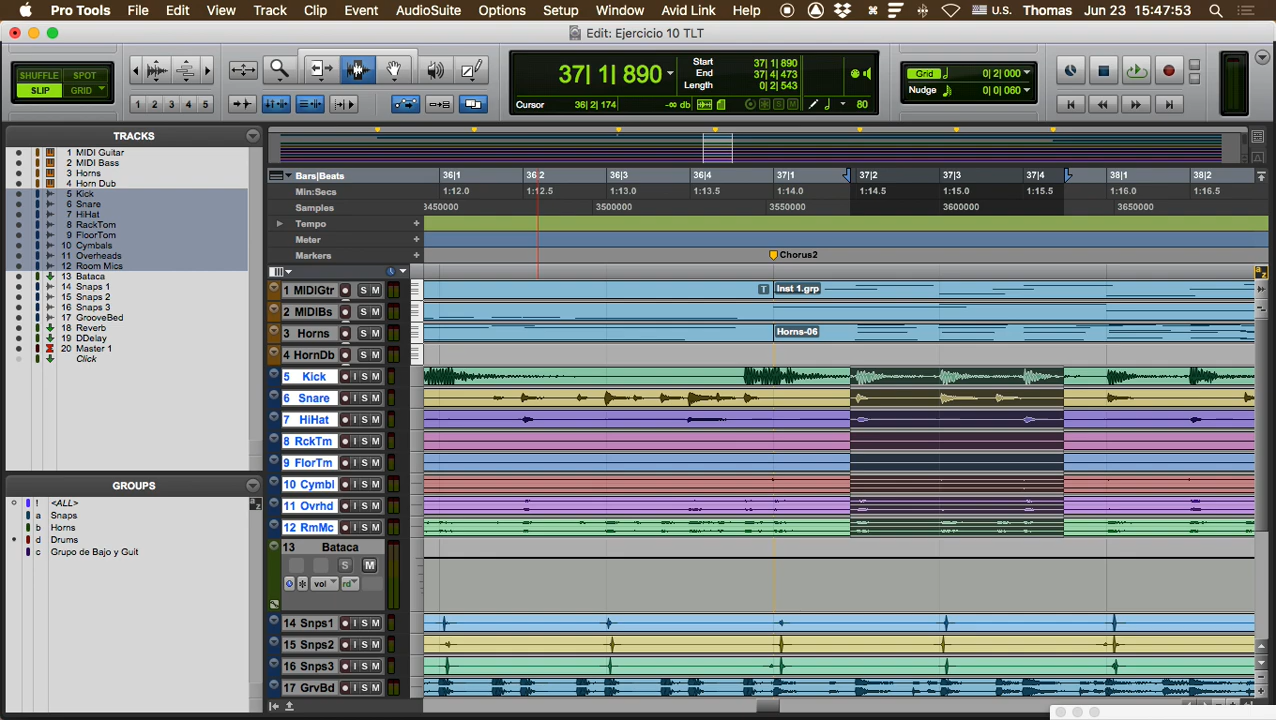 Pro Tools File Edit View Track Clip Event AudioSuite Options Setup Window Avid Link Help U.S. Thomas Jun 23 15:47:53
Edit: Ejercicio 10 TLT
SHUFFLE SPOT
SLIP GRID
1 2 3 4 5
37| 1| 890
Start 37| 1| 890
End 37| 4| 473
Length 0| 2| 543
Cursor 36| 2| 174 -∞ db 80
Grid 0| 2| 000
Nudge 0| 0| 060
TRACKS
1 MIDI Guitar
2 MIDI Bass
3 Horns
4 Horn Dub
5 Kick
6 Snare
7 HiHat
8 RackTom
9 FloorTom
10 Cymbals
11 Overheads
12 Room Mics
13 Bataca
14 Snaps 1
15 Snaps 2
16 Snaps 3
17 GrooveBed
18 Reverb
19 DDelay
20 Master 1
Click
GROUPS
! <ALL>
a Snaps
b Horns
d Drums
c Grupo de Bajo y Guit
Bars|Beats 36|1 36|2 36|3 36|4 37|1 37|2 37|3 37|4 38|1 38|2
Min:Secs 1:12.0 1:12.5 1:13.0 1:13.5 1:14.0 1:14.5 1:15.0 1:15.5 1:16.0 1:16.5
Samples 3450000 3500000 3550000 3600000 3650000
Tempo
Meter
Markers Chorus2
1 MIDIGtr I S M T Inst 1.grp
2 MIDIBs I S M
3 Horns I S M Horns-06
4 HornDb I S M
5 Kick I S M
6 Snare I S M
7 HiHat I S M
8 RckTm I S M
9 FlorTm I S M
10 Cymbl I S M
11 Ovrhd I S M
12 RmMc I S M
13 Bataca
S M
vol rd
14 Snps1 I S M
15 Snps2 I S M
16 Snps3 I S M
17 GrvBd I S M